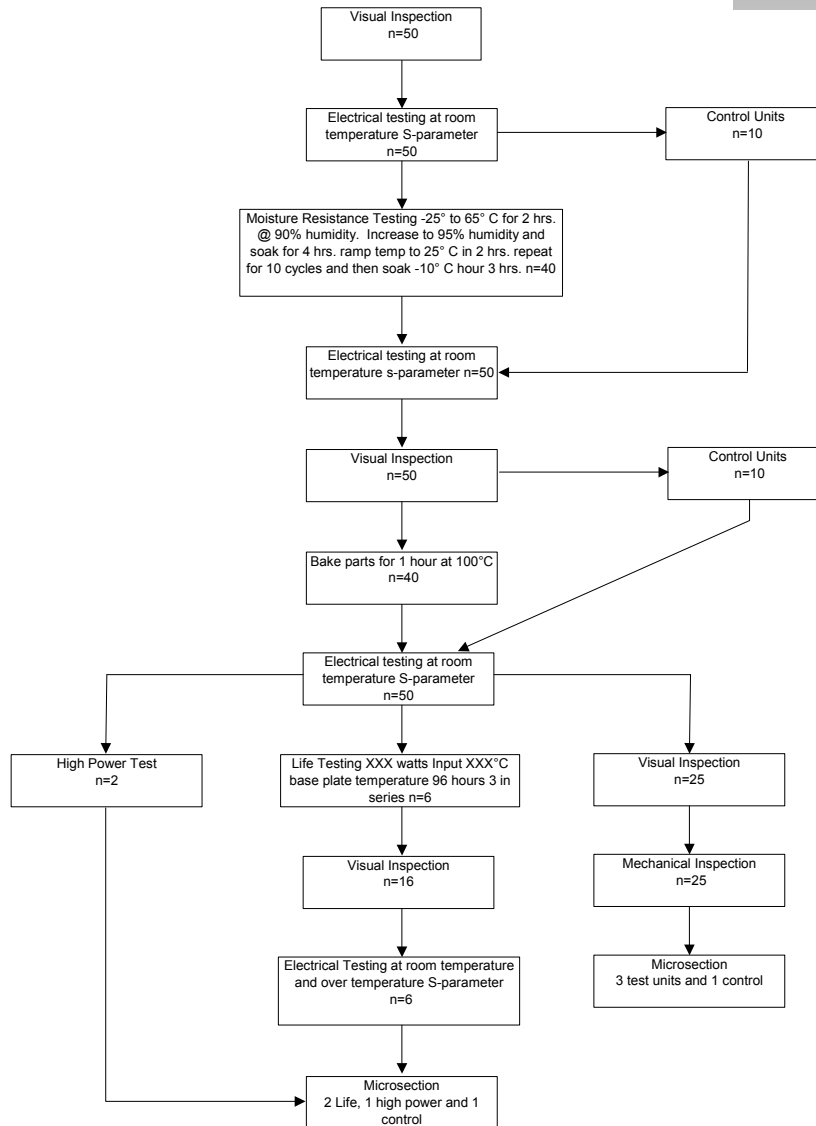 Visual Inspection
n=50
Electrical testing at room
temperature S-parameter
n=50
Control Units
n=10
Moisture Resistance Testing -25° to 65° C for 2 hrs.
@ 90% humidity.  Increase to 95% humidity and
soak for 4 hrs. ramp temp to 25° C in 2 hrs. repeat
for 10 cycles and then soak -10° C hour 3 hrs. n=40
Electrical testing at room
temperature s-parameter n=50
Visual Inspection
n=50
Control Units
n=10
Bake parts for 1 hour at 100°C
n=40
Electrical testing at room
temperature S-parameter
n=50
High Power Test
n=2
Life Testing XXX watts Input XXX°C
base plate temperature 96 hours 3 in
series n=6
Visual Inspection
n=25
Visual Inspection
n=16
Mechanical Inspection
n=25
Electrical Testing at room temperature
and over temperature S-parameter
n=6
Microsection
3 test units and 1 control
Microsection
2 Life, 1 high power and 1
control